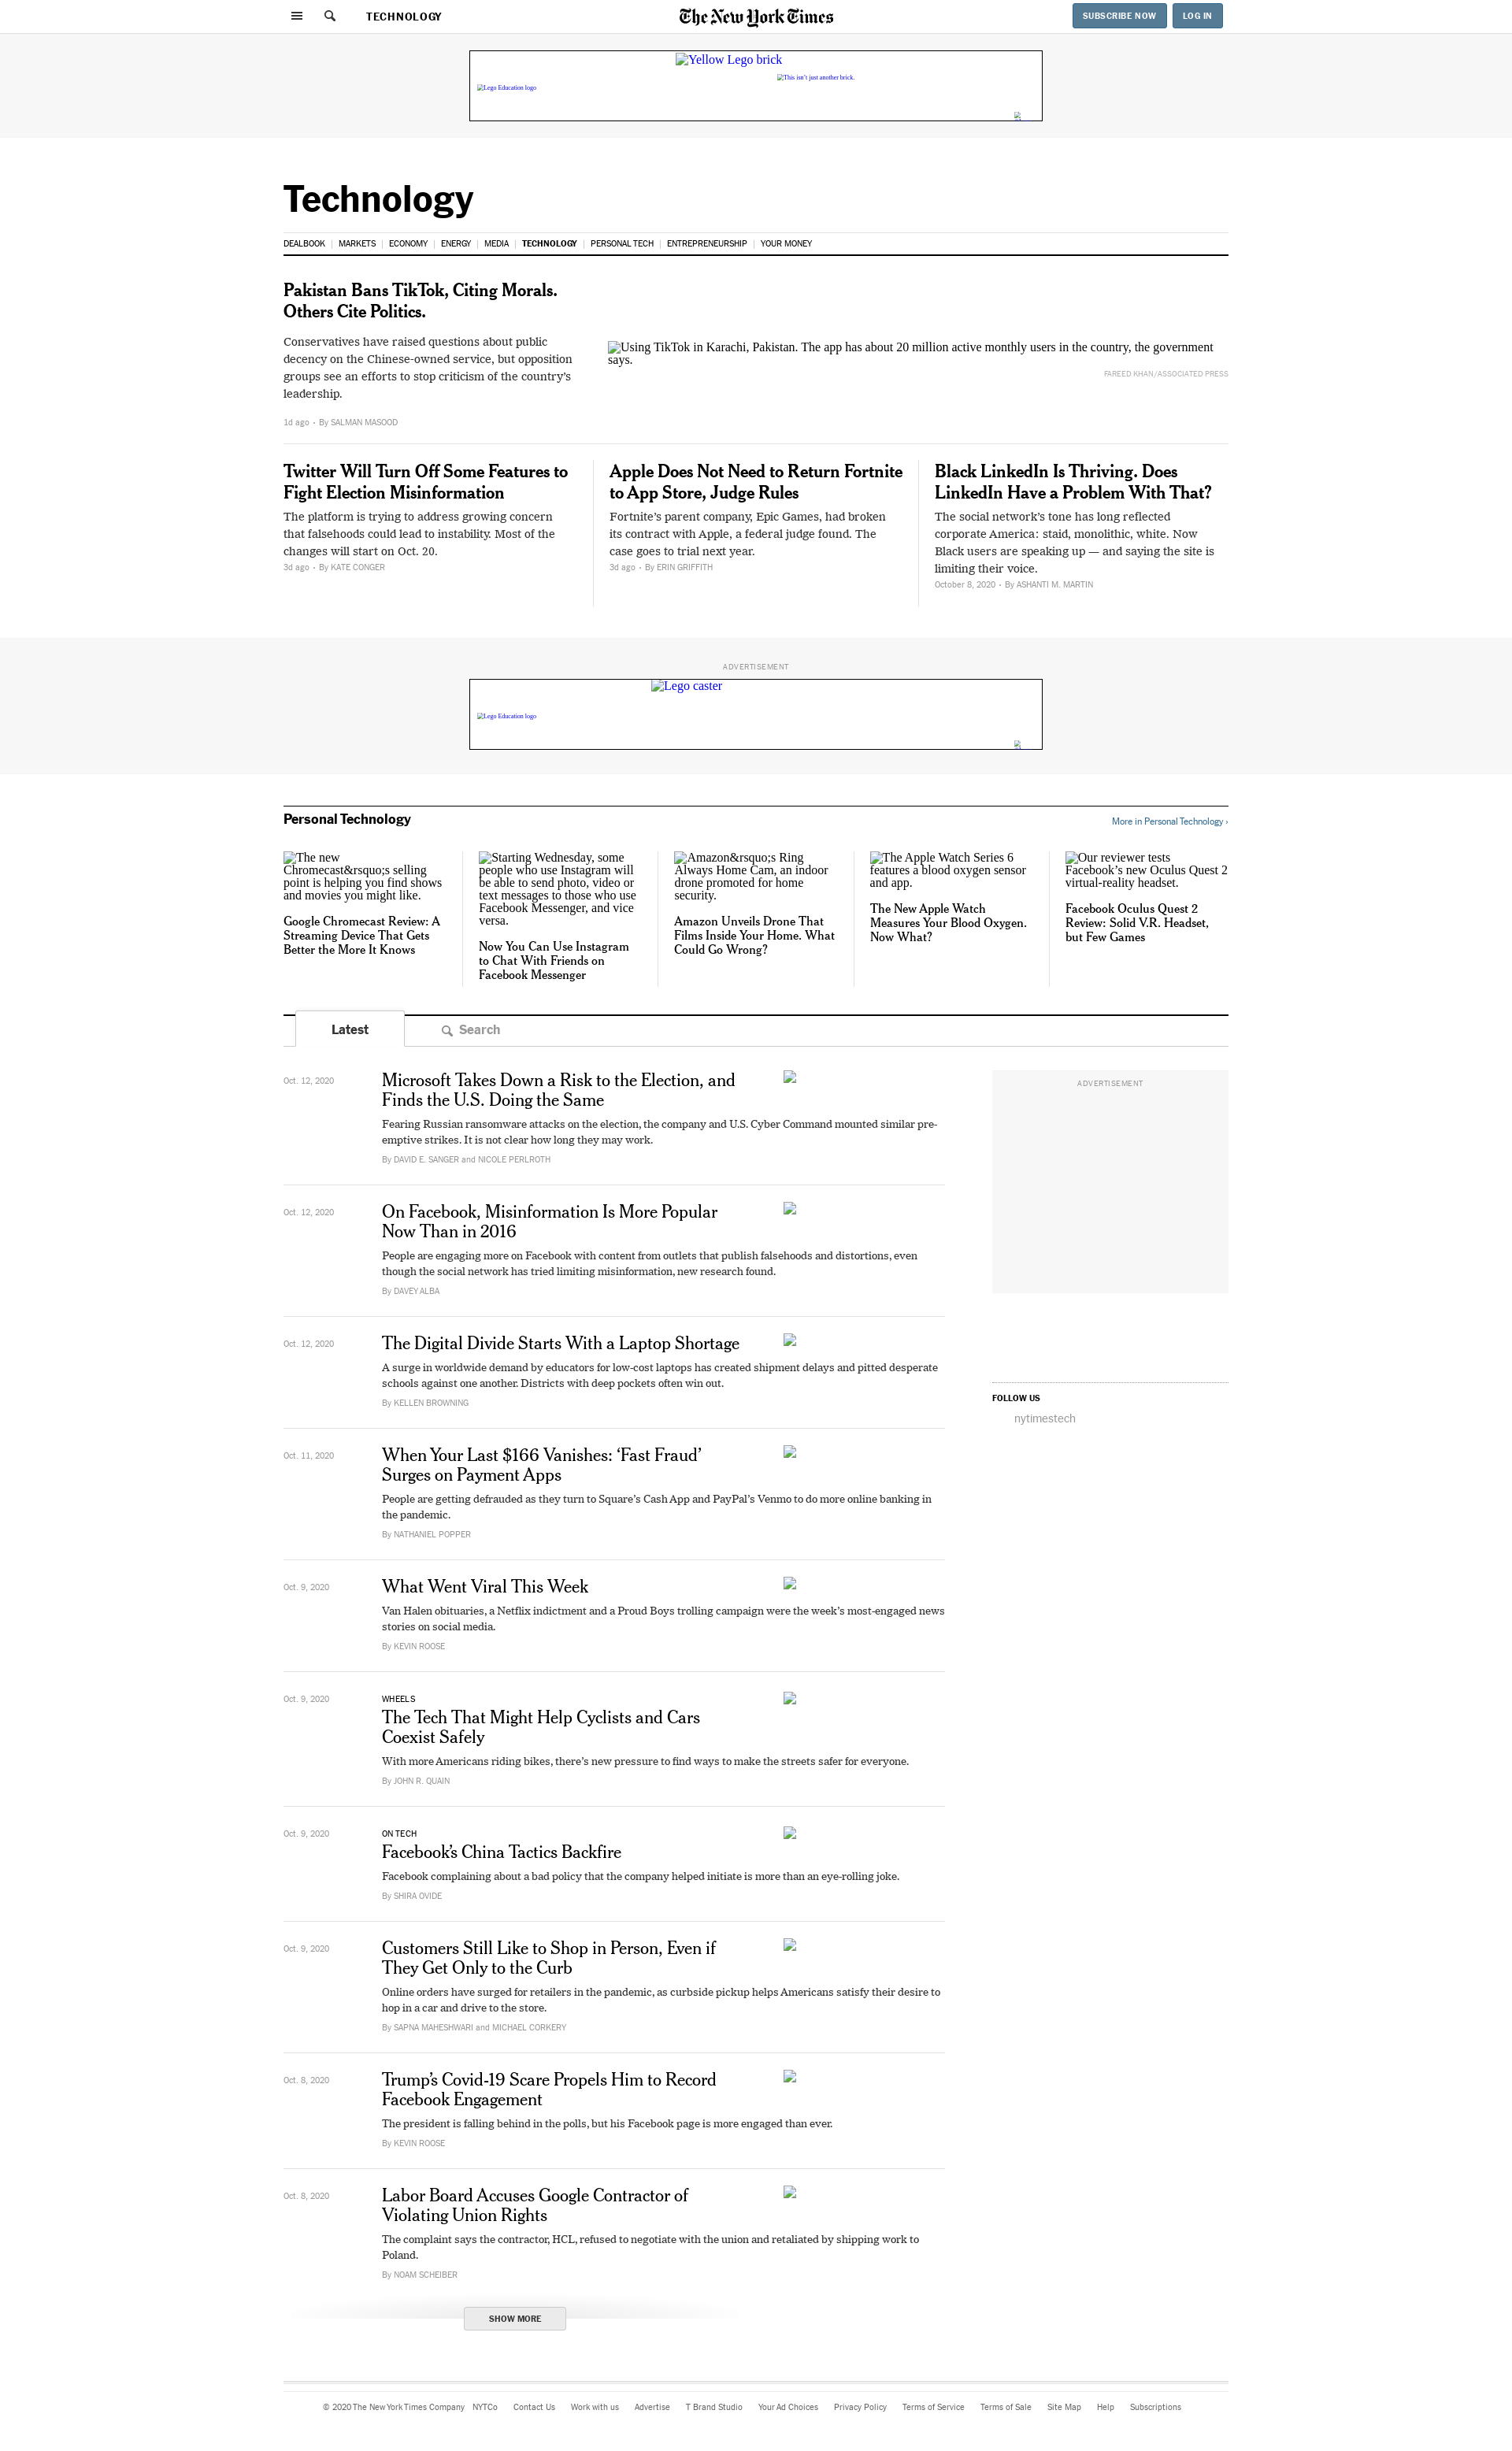 TECHNOLOGY
The New York Times
SUBSCRIBE NOW
LOG IN
Yellow Lego brick
This isn't just another brick.
Lego Education logo
Technology
DEALBOOK | MARKETS | ECONOMY | ENERGY | MEDIA | TECHNOLOGY | PERSONAL TECH | ENTREPRENEURSHIP | YOUR MONEY
Pakistan Bans TikTok, Citing Morals.
Others Cite Politics.
Conservatives have raised questions about public
decency on the Chinese-owned service, but opposition
groups see an efforts to stop criticism of the country's
leadership.
1d ago • By SALMAN MASOOD
Using TikTok in Karachi, Pakistan. The app has about 20 million active monthly users in the country, the government
says.
FAREED KHAN/ASSOCIATED PRESS
Twitter Will Turn Off Some Features to
Fight Election Misinformation
The platform is trying to address growing concern
that falsehoods could lead to instability. Most of the
changes will start on Oct. 20.
3d ago • By KATE CONGER
Apple Does Not Need to Return Fortnite
to App Store, Judge Rules
Fortnite's parent company, Epic Games, had broken
its contract with Apple, a federal judge found. The
case goes to trial next year.
3d ago • By ERIN GRIFFITH
Black LinkedIn Is Thriving. Does
LinkedIn Have a Problem With That?
The social network's tone has long reflected
corporate America: staid, monolithic, white. Now
Black users are speaking up — and saying the site is
limiting their voice.
October 8, 2020 • By ASHANTI M. MARTIN
ADVERTISEMENT
Lego caster
Lego Education logo
Personal Technology
More in Personal Technology ›
The new
Chromecast&rsquo;s selling
point is helping you find shows
and movies you might like.
Google Chromecast Review: A
Streaming Device That Gets
Better the More It Knows
Starting Wednesday, some
people who use Instagram will
be able to send photo, video or
text messages to those who use
Facebook Messenger, and vice
versa.
Now You Can Use Instagram
to Chat With Friends on
Facebook Messenger
Amazon&rsquo;s Ring
Always Home Cam, an indoor
drone promoted for home
security.
Amazon Unveils Drone That
Films Inside Your Home. What
Could Go Wrong?
The Apple Watch Series 6
features a blood oxygen sensor
and app.
The New Apple Watch
Measures Your Blood Oxygen.
Now What?
Our reviewer tests
Facebook's new Oculus Quest 2
virtual-reality headset.
Facebook Oculus Quest 2
Review: Solid V.R. Headset,
but Few Games
Latest
Search
Oct. 12, 2020
Microsoft Takes Down a Risk to the Election, and
Finds the U.S. Doing the Same
Fearing Russian ransomware attacks on the election, the company and U.S. Cyber Command mounted similar pre-
emptive strikes. It is not clear how long they may work.
By DAVID E. SANGER and NICOLE PERLROTH
ADVERTISEMENT
Oct. 12, 2020
On Facebook, Misinformation Is More Popular
Now Than in 2016
People are engaging more on Facebook with content from outlets that publish falsehoods and distortions, even
though the social network has tried limiting misinformation, new research found.
By DAVEY ALBA
Oct. 12, 2020
The Digital Divide Starts With a Laptop Shortage
A surge in worldwide demand by educators for low-cost laptops has created shipment delays and pitted desperate
schools against one another. Districts with deep pockets often win out.
By KELLEN BROWNING
FOLLOW US
nytimestech
Oct. 11, 2020
When Your Last $166 Vanishes: ‘Fast Fraud’
Surges on Payment Apps
People are getting defrauded as they turn to Square's Cash App and PayPal's Venmo to do more online banking in
the pandemic.
By NATHANIEL POPPER
Oct. 9, 2020
What Went Viral This Week
Van Halen obituaries, a Netflix indictment and a Proud Boys trolling campaign were the week's most-engaged news
stories on social media.
By KEVIN ROOSE
Oct. 9, 2020
WHEELS
The Tech That Might Help Cyclists and Cars
Coexist Safely
With more Americans riding bikes, there's new pressure to find ways to make the streets safer for everyone.
By JOHN R. QUAIN
Oct. 9, 2020
ON TECH
Facebook's China Tactics Backfire
Facebook complaining about a bad policy that the company helped initiate is more than an eye-rolling joke.
By SHIRA OVIDE
Oct. 9, 2020
Customers Still Like to Shop in Person, Even if
They Get Only to the Curb
Online orders have surged for retailers in the pandemic, as curbside pickup helps Americans satisfy their desire to
hop in a car and drive to the store.
By SAPNA MAHESHWARI and MICHAEL CORKERY
Oct. 8, 2020
Trump's Covid-19 Scare Propels Him to Record
Facebook Engagement
The president is falling behind in the polls, but his Facebook page is more engaged than ever.
By KEVIN ROOSE
Oct. 8, 2020
Labor Board Accuses Google Contractor of
Violating Union Rights
The complaint says the contractor, HCL, refused to negotiate with the union and retaliated by shipping work to
Poland.
By NOAM SCHEIBER
SHOW MORE
© 2020 The New York Times Company NYTCo Contact Us Work with us Advertise T Brand Studio Your Ad Choices Privacy Policy Terms of Service Terms of Sale Site Map Help Subscriptions